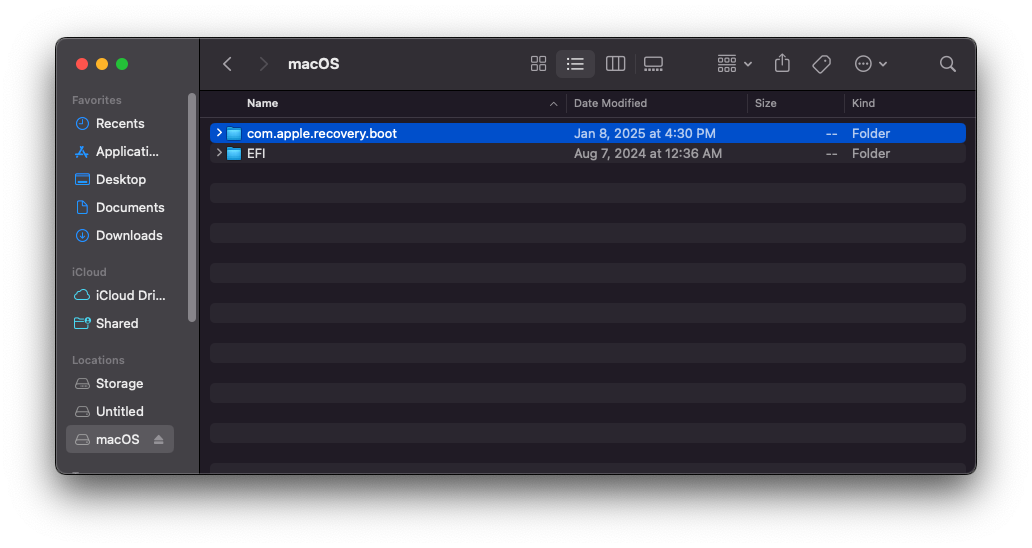 macOS
Favorites
Recents
Applicati...
Desktop
Documents
Downloads
iCloud
iCloud Dri...
Shared
Locations
Storage
Untitled
macOS
Name Date Modified Size Kind
com.apple.recovery.boot Jan 8, 2025 at 4:30 PM -- Folder
EFI Aug 7, 2024 at 12:36 AM -- Folder